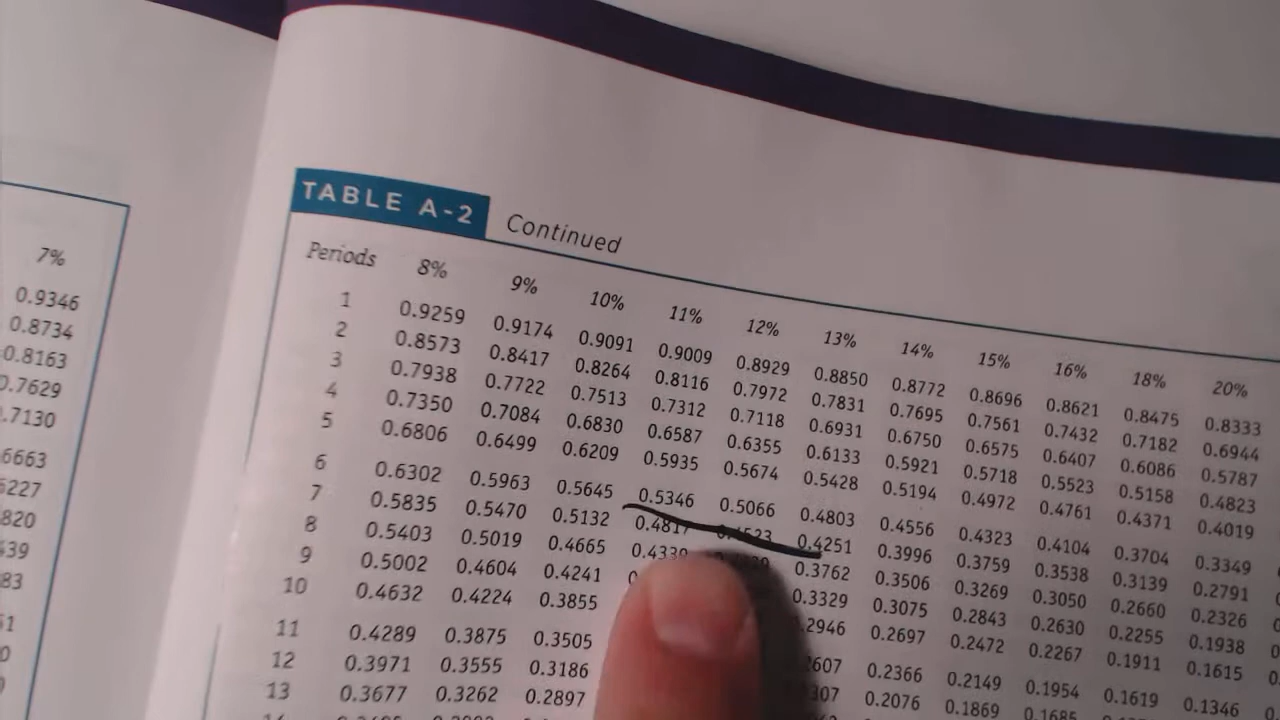 TABLE A-2 Continued
Periods 8% 9% 10% 11% 12% 13% 14% 15% 16% 18% 20%
1 0.9259 0.9174 0.9091 0.9009 0.8929 0.8850 0.8772 0.8696 0.8621 0.8475 0.8333
2 0.8573 0.8417 0.8264 0.8116 0.7972 0.7831 0.7695 0.7561 0.7432 0.7182 0.6944
3 0.7938 0.7722 0.7513 0.7312 0.7118 0.6931 0.6750 0.6575 0.6407 0.6086 0.5787
4 0.7350 0.7084 0.6830 0.6587 0.6355 0.6133 0.5921 0.5718 0.5523 0.5158 0.4823
5 0.6806 0.6499 0.6209 0.5935 0.5674 0.5428 0.5194 0.4972 0.4761 0.4371 0.4019
6 0.6302 0.5963 0.5645 0.5346 0.5066 0.4803 0.4556 0.4323 0.4104 0.3704 0.3349
7 0.5835 0.5470 0.5132 0.4817 0.4251 0.3996 0.3759 0.3538 0.3139 0.2791
8 0.5403 0.5019 0.4665 0.4339 0.3762 0.3506 0.3269 0.3050 0.2660 0.2326
9 0.5002 0.4604 0.4241 0.3329 0.3075 0.2843 0.2630 0.2255 0.1938
10 0.4632 0.4224 0.3855 0.2697 0.2472 0.2267 0.1911 0.1615
11 0.4289 0.3875 0.3505 0.2366 0.2149 0.1954 0.1619 0.1346
12 0.3971 0.3555 0.3186 0.2076 0.1869
13 0.3677 0.3262 0.2897
7%
0.9346
0.8734
0.8163
0.7629